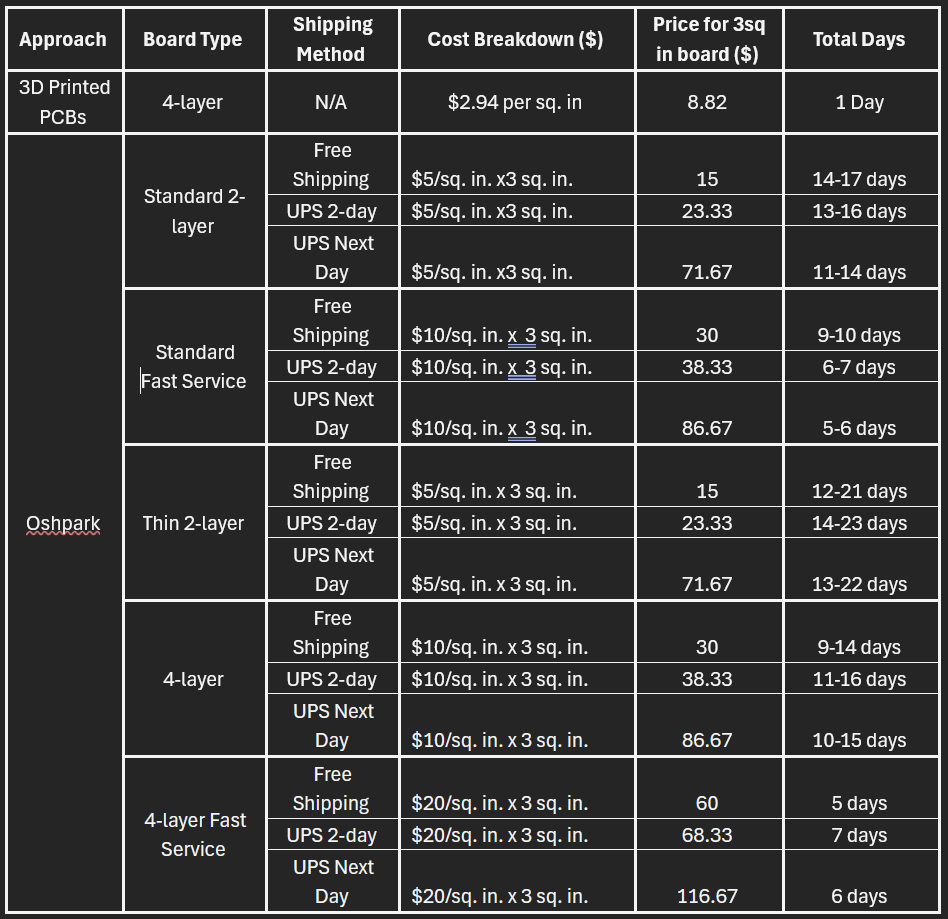 Approach
Board Type
Shipping
Method
Cost Breakdown ($)
Price for 3sq
in board ($)
Total Days
3D Printed
PCBs
4-layer
N/A
$2.94 per sq. in
8.82
1 Day
Oshpark
Standard 2-
layer
Free
Shipping
$5/sq. in. x3 sq. in.
15
14-17 days
UPS 2-day
$5/sq. in. x3 sq. in.
23.33
13-16 days
UPS Next
Day
$5/sq. in. x3 sq. in.
71.67
11-14 days
Standard
Fast Service
Free
Shipping
$10/sq. in. x  3 sq. in.
30
9-10 days
UPS 2-day
$10/sq. in. x  3 sq. in.
38.33
6-7 days
UPS Next
Day
$10/sq. in. x  3 sq. in.
86.67
5-6 days
Thin 2-layer
Free
Shipping
$5/sq. in. x 3 sq. in.
15
12-21 days
UPS 2-day
$5/sq. in. x 3 sq. in.
23.33
14-23 days
UPS Next
Day
$5/sq. in. x 3 sq. in.
71.67
13-22 days
4-layer
Free
Shipping
$10/sq. in. x 3 sq. in.
30
9-14 days
UPS 2-day
$10/sq. in. x 3 sq. in.
38.33
11-16 days
UPS Next
Day
$10/sq. in. x 3 sq. in.
86.67
10-15 days
4-layer Fast
Service
Free
Shipping
$20/sq. in. x 3 sq. in.
60
5 days
UPS 2-day
$20/sq. in. x 3 sq. in.
68.33
7 days
UPS Next
Day
$20/sq. in. x 3 sq. in.
116.67
6 days